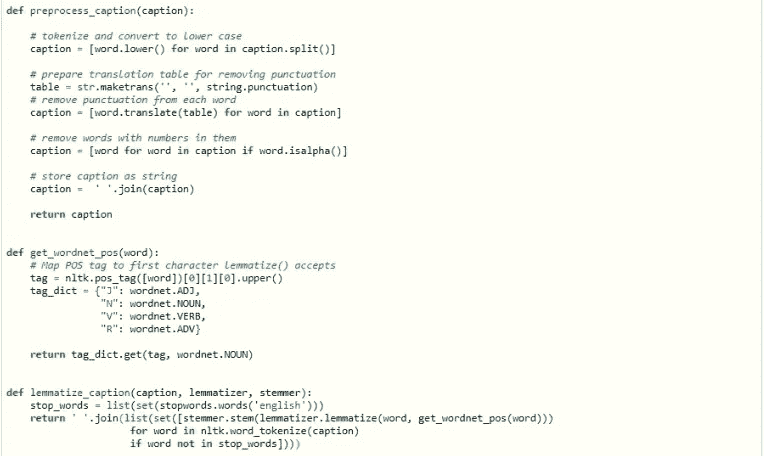 def preprocess_caption(caption):
# tokenize and convert to lower case
caption = [word.lower() for word in caption.split()]
# prepare translation table for removing punctuation
table = str.maketrans('', '', string.punctuation)
# remove punctuation from each word
caption = [word.translate(table) for word in caption]
# remove words with numbers in them
caption = [word for word in caption if word.isalpha()]
# store caption as string
caption =  ' '.join(caption)
return caption
def get_wordnet_pos(word):
# Map POS tag to first character lemmatize() accepts
tag = nltk.pos_tag([word])[0][1][0].upper()
tag_dict = {"J": wordnet.ADJ,
"N": wordnet.NOUN,
"V": wordnet.VERB,
"R": wordnet.ADV}
return tag_dict.get(tag, wordnet.NOUN)
def lemmatize_caption(caption, lemmatizer, stemmer):
stop_words = list(set(stopwords.words('english')))
return ' '.join(list(set([stemmer.stem(lemmatizer.lemmatize(word, get_wordnet_pos(word)))
for word in nltk.word_tokenize(caption)
if word not in stop_words])))